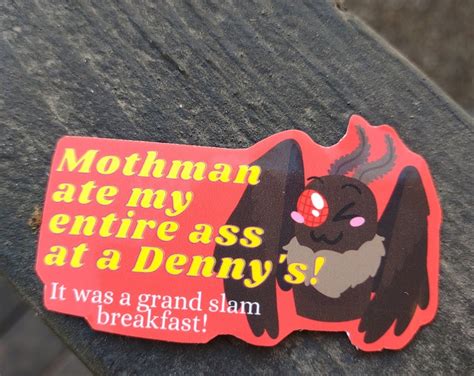 Mothman
ate my
entire ass
at a Denny's!
It was a grand slam
breakfast!